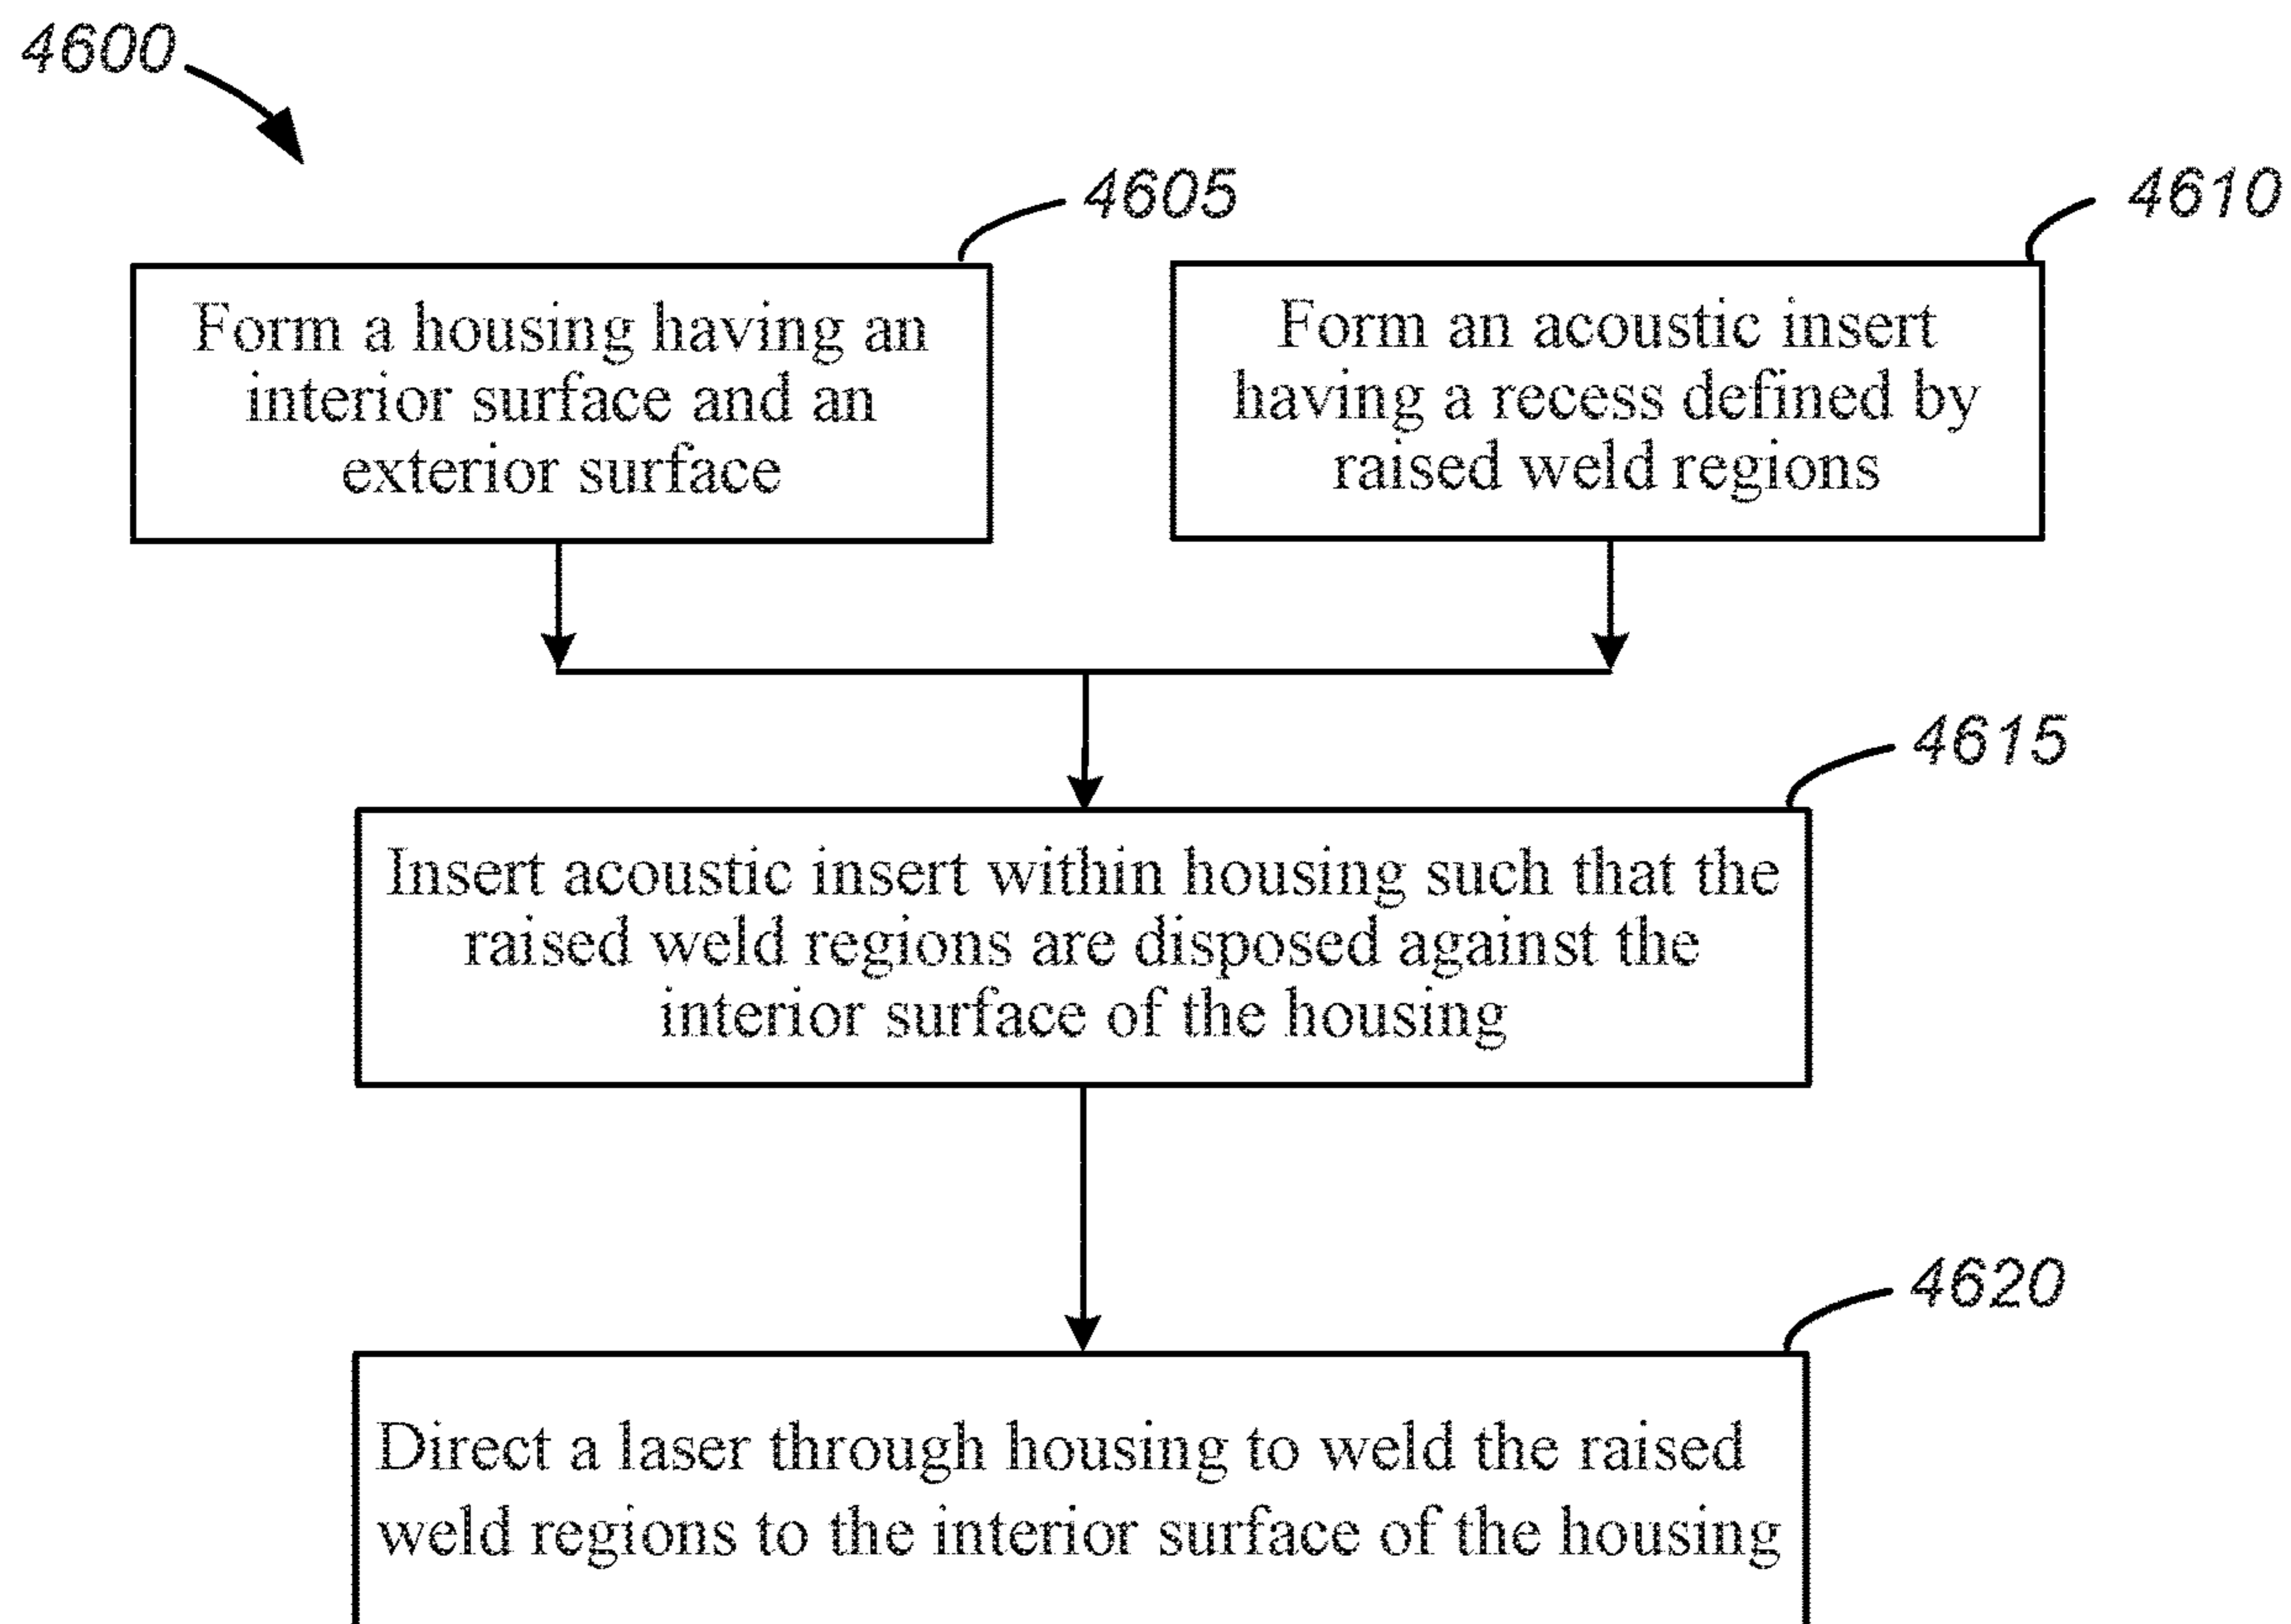 4600
4605
4610
Form a housing having an
interior surface and an
exterior surface
Form an acoustic insert
having a recess defined by
raised weld regions
4615
Insert acoustic insert within housing such that the
raised weld regions are disposed against the
interior surface of the housing
4620
Direct a laser through housing to weld the raised
weld regions to the interior surface of the housing